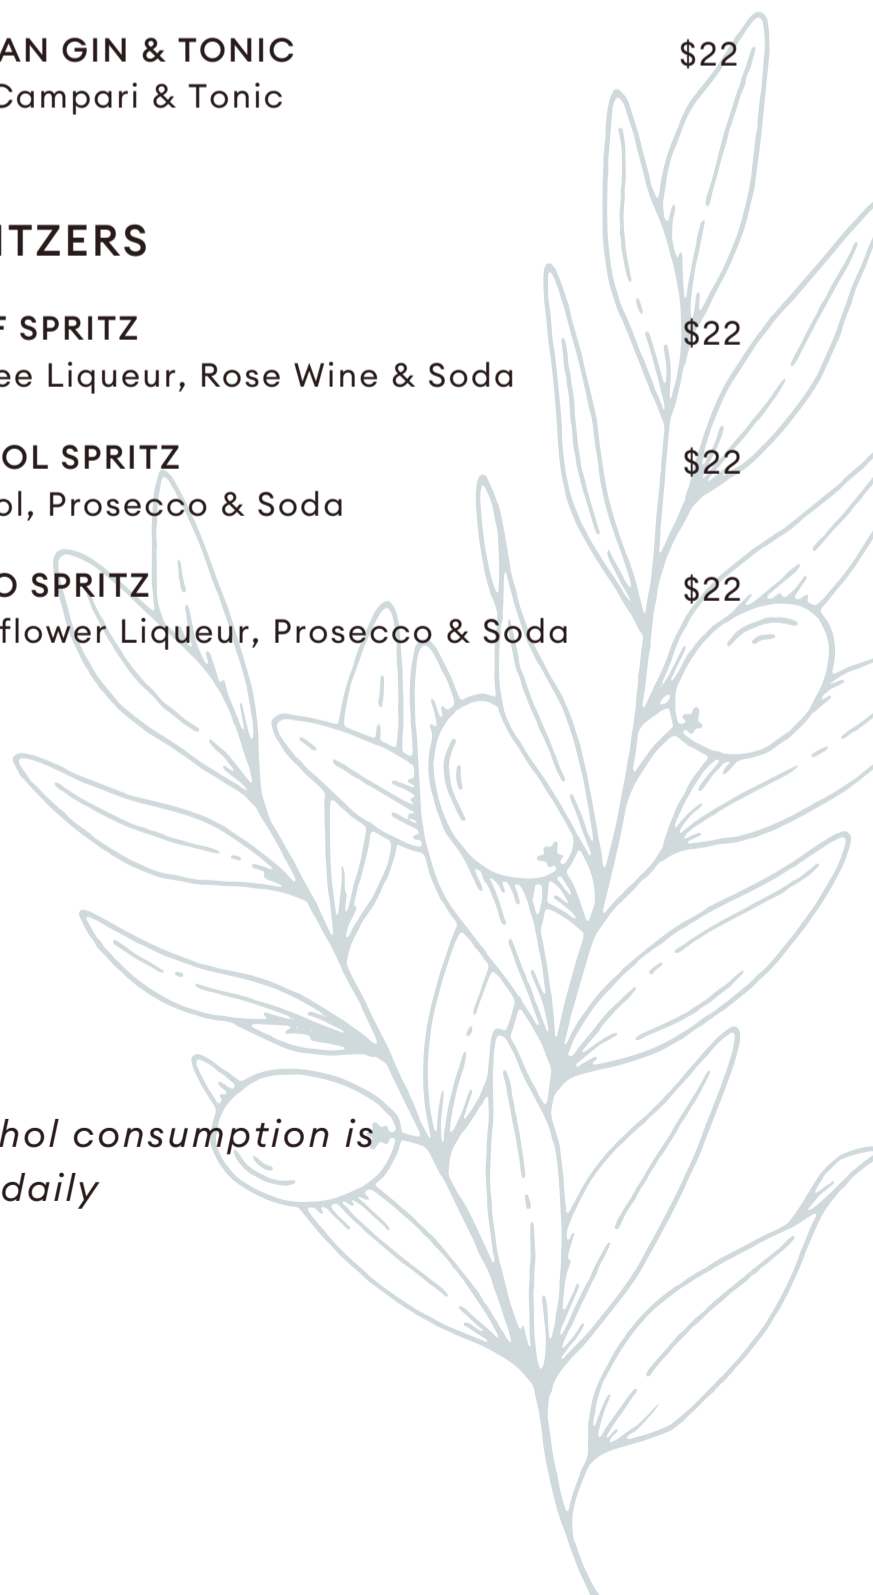 AN GIN & TONIC $22
Campari & Tonic
ITZERS
F SPRITZ $22
ee Liqueur, Rose Wine & Soda
OL SPRITZ $22
ol, Prosecco & Soda
O SPRITZ $22
flower Liqueur, Prosecco & Soda
hol consumption is
daily